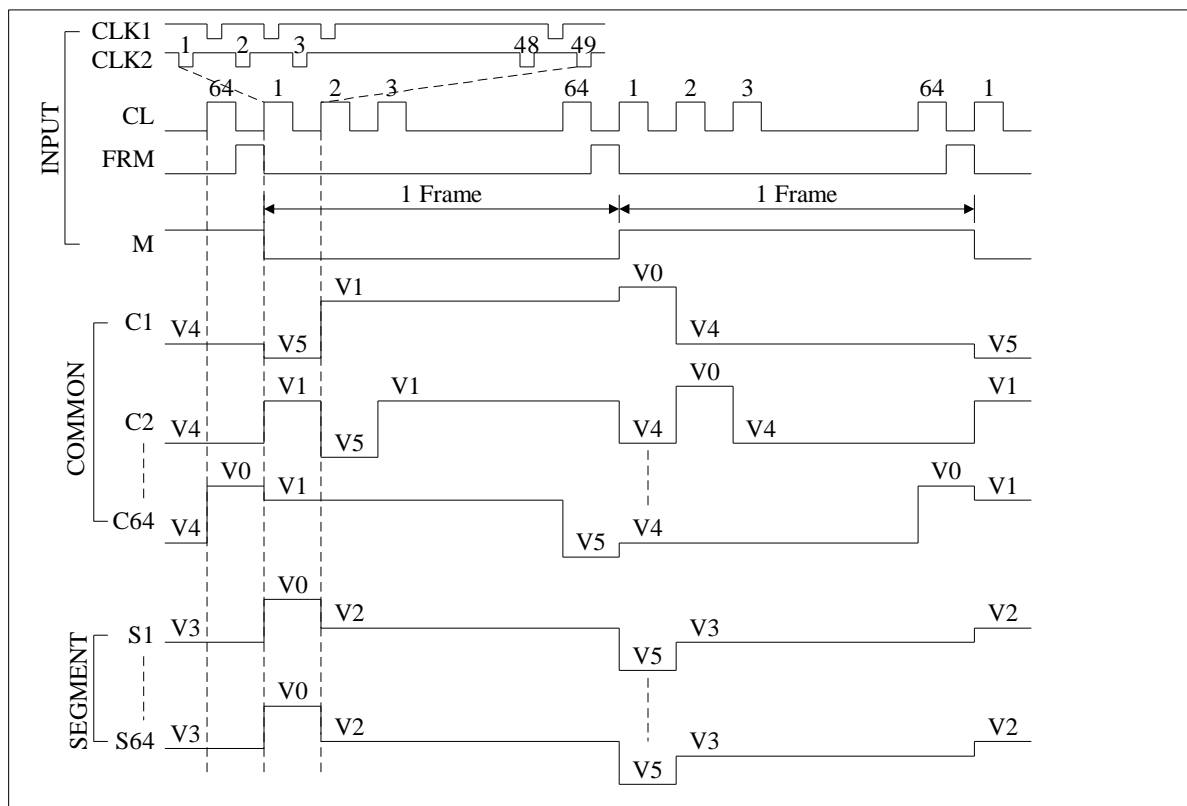 CLK1
1 2 3 48 49
CLK2
64 1 2 3 64 1 2 3 64 1
CL
FRM
INPUT
1 Frame 1 Frame
M
V1 V0
C1 V4 V5 V4 V5
V1 V1 V0 V1
C2 V4 V5 V4 V4
COMMON
V0 V1 V0 V1
C64 V4 V5 V4
V0
S1 V3 V2 V5 V3 V2
SEGMENT
V0
S64 V3 V2 V5 V3 V2